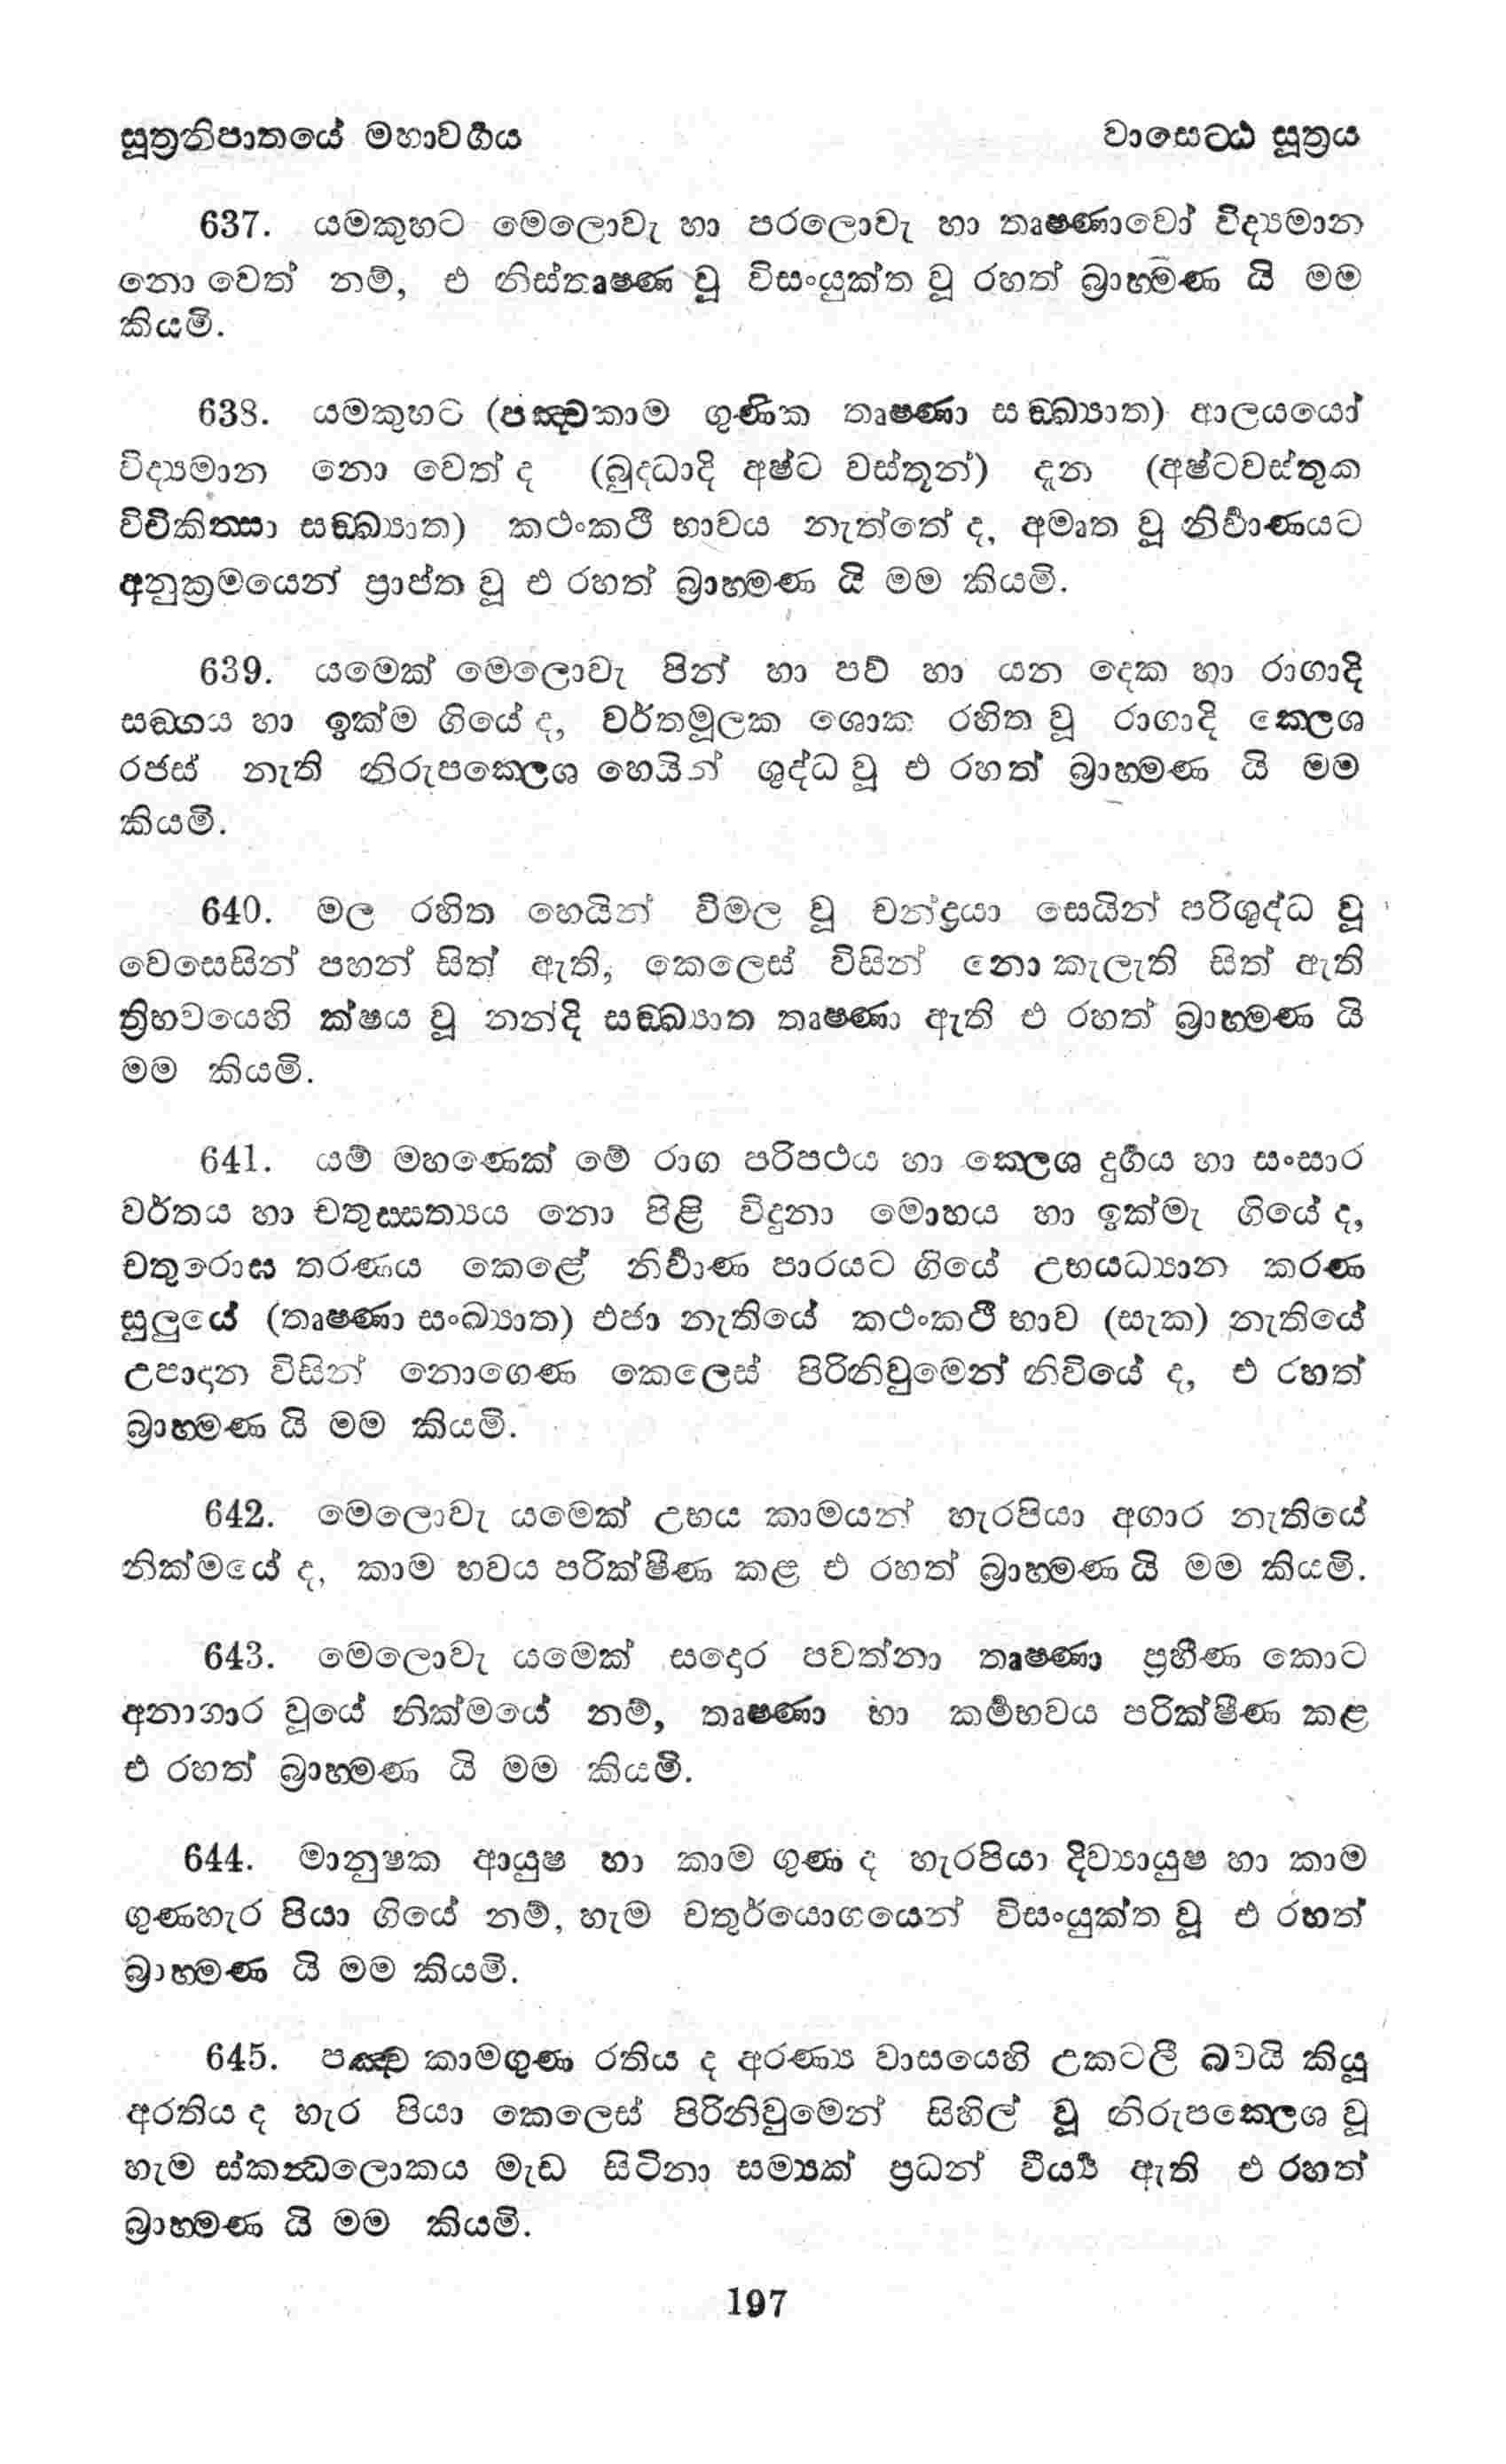 සූත්‍රනිපාතයේ මහාවර්‍ගය වාසෙට්ඨ සූත්‍රය
637. යමකුහට මෙලොවැ හා පරලොවැ හා තෘෂ්ණාවෝ විද්‍යමාන
නො වෙත් නම්, එ නිස්තෘෂ්ණ වූ විසංයුක්ත වූ රහත් බ්‍රාහ්මණ යි මම
කියමි.
638. යමකුහට (පඤ්චකාම ගුණික තෘෂ්ණා සඞ්ඛ්‍යාත) ආලයයෝ
විද්‍යමාන නො වෙත් ද (බුද්ධාදි අෂ්ට වස්තූන්) දැන (අෂ්ටවස්තුක
විචිකිත්සා සඞ්ඛ්‍යාත) කථංකථී භාවය නැත්තේ ද, අමෘත වූ නිර්‍වාණයට
අනුක්‍රමයෙන් ප්‍රාප්ත වූ එ රහත් බ්‍රාහ්මණ යි මම කියමි.
639. යමෙක් මෙලොවැ පින් හා පව් හා යන දෙක හා රාගාදි
සඞ්ගය හා ඉක්ම ගියේ ද, වර්තමූලක ශොක රහිත වූ රාගාදි ක්ලෙශ
රජස් නැති නිරුපක්ලෙශ හෙයින් ශුද්ධ වූ එ රහත් බ්‍රාහ්මණ යි මම
කියමි.
640. මල රහිත හෙයින් විමල වූ චන්ද්‍රයා සෙයින් පරිශුද්ධ වූ
වෙසෙසින් පහන් සිත් ඇති, කෙලෙස් විසින් නො කැලැති සිත් ඇති
ත්‍රිභවයෙහි ක්ෂය වූ නන්දි සඞ්ඛ්‍යාත තෘෂ්ණා ඇති එ රහත් බ්‍රාහ්මණ යි
මම කියමි.
641. යම් මහණෙක් මේ රාග පරිපථය හා ක්ලෙශ දුර්‍ගය හා සංසාර
වර්තය හා චතුස්සත්‍යය නො පිළි විදුනා මොහය හා ඉක්මැ ගියේ ද,
චතුරොඝ තරණය කෙළේ නිර්‍වාණ පාරයට ගියේ උභයධ්‍යාන කරණ
සුලුයේ (තෘෂ්ණා සංඛ්‍යාත) එජා නැතියේ කථංකථී භාව (සැක) නැතියේ
උපාදාන විසින් නොගෙණ කෙලෙස් පිරිනිවුමෙන් නිවියේ ද, එ රහත්
බ්‍රාහ්මණ යි මම කියමි.
642. මෙලොවැ යමෙක් උභය කාමයන් හැරපියා අගාර නැතියේ
නික්මයේ ද, කාම භවය පරික්ෂීණ කළ එ රහත් බ්‍රාහ්මණ යි මම කියමි.
643. මෙලොවැ යමෙක් සදොර පවත්නා තෘෂ්ණා ප්‍රහීණ කොට
අනාගාර වූයේ නික්මයේ නම්, තෘෂ්ණා හා කර්‍මභවය පරික්ෂීණ කළ
එ රහත් බ්‍රාහ්මණ යි මම කියමි.
644. මානුෂක ආයුෂ හා කාම ගුණ ද හැරපියා දිව්‍යායුෂ හා කාම
ගුණහැර පියා ගියේ නම්, හැම චතුර්යොගයෙන් විසංයුක්ත වූ එ රහත්
බ්‍රාහ්මණ යි මම කියමි.
645. පඤ්ච කාමගුණ රතිය ද අරණ්‍ය වාසයෙහි උකටලී බවයි කියූ
අරතිය ද හැර පියා කෙලෙස් පිරිනිවුමෙන් සිහිල් වූ නිරුපක්ලෙශ වූ
හැම ස්කන්ධලොකය මැඩ සිටිනා සම්‍යක් ප්‍රධන් වීර්‍ය්‍ය ඇති එ රහත්
බ්‍රාහ්මණ යි මම කියමි.
197